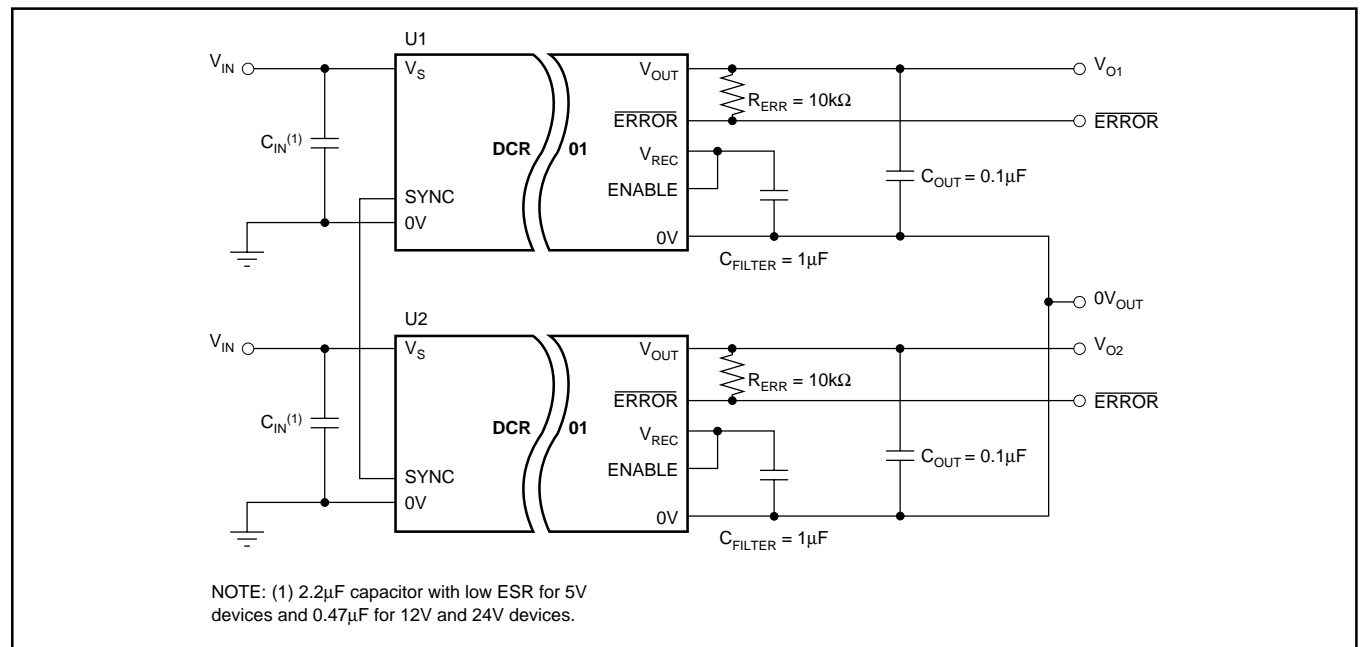 U1
V_IN
V_S
C_IN(1)
DCR 01
SYNC
0V
V_OUT
ERROR
V_REC
ENABLE
0V
R_ERR = 10kΩ
C_FILTER = 1μF
C_OUT = 0.1μF
V_O1
ERROR
0V_OUT
U2
V_IN
V_S
C_IN(1)
DCR 01
SYNC
0V
V_OUT
ERROR
V_REC
ENABLE
0V
R_ERR = 10kΩ
C_FILTER = 1μF
C_OUT = 0.1μF
V_O2
ERROR
NOTE: (1) 2.2μF capacitor with low ESR for 5V
devices and 0.47μF for 12V and 24V devices.